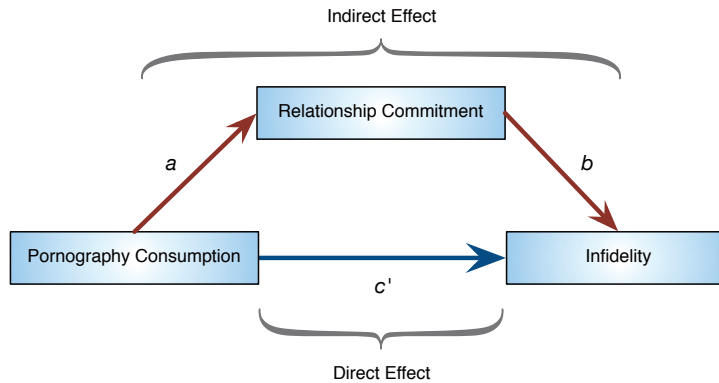 Indirect Effect
Relationship Commitment
a
b
Pornography Consumption
Infidelity
c'
Direct Effect